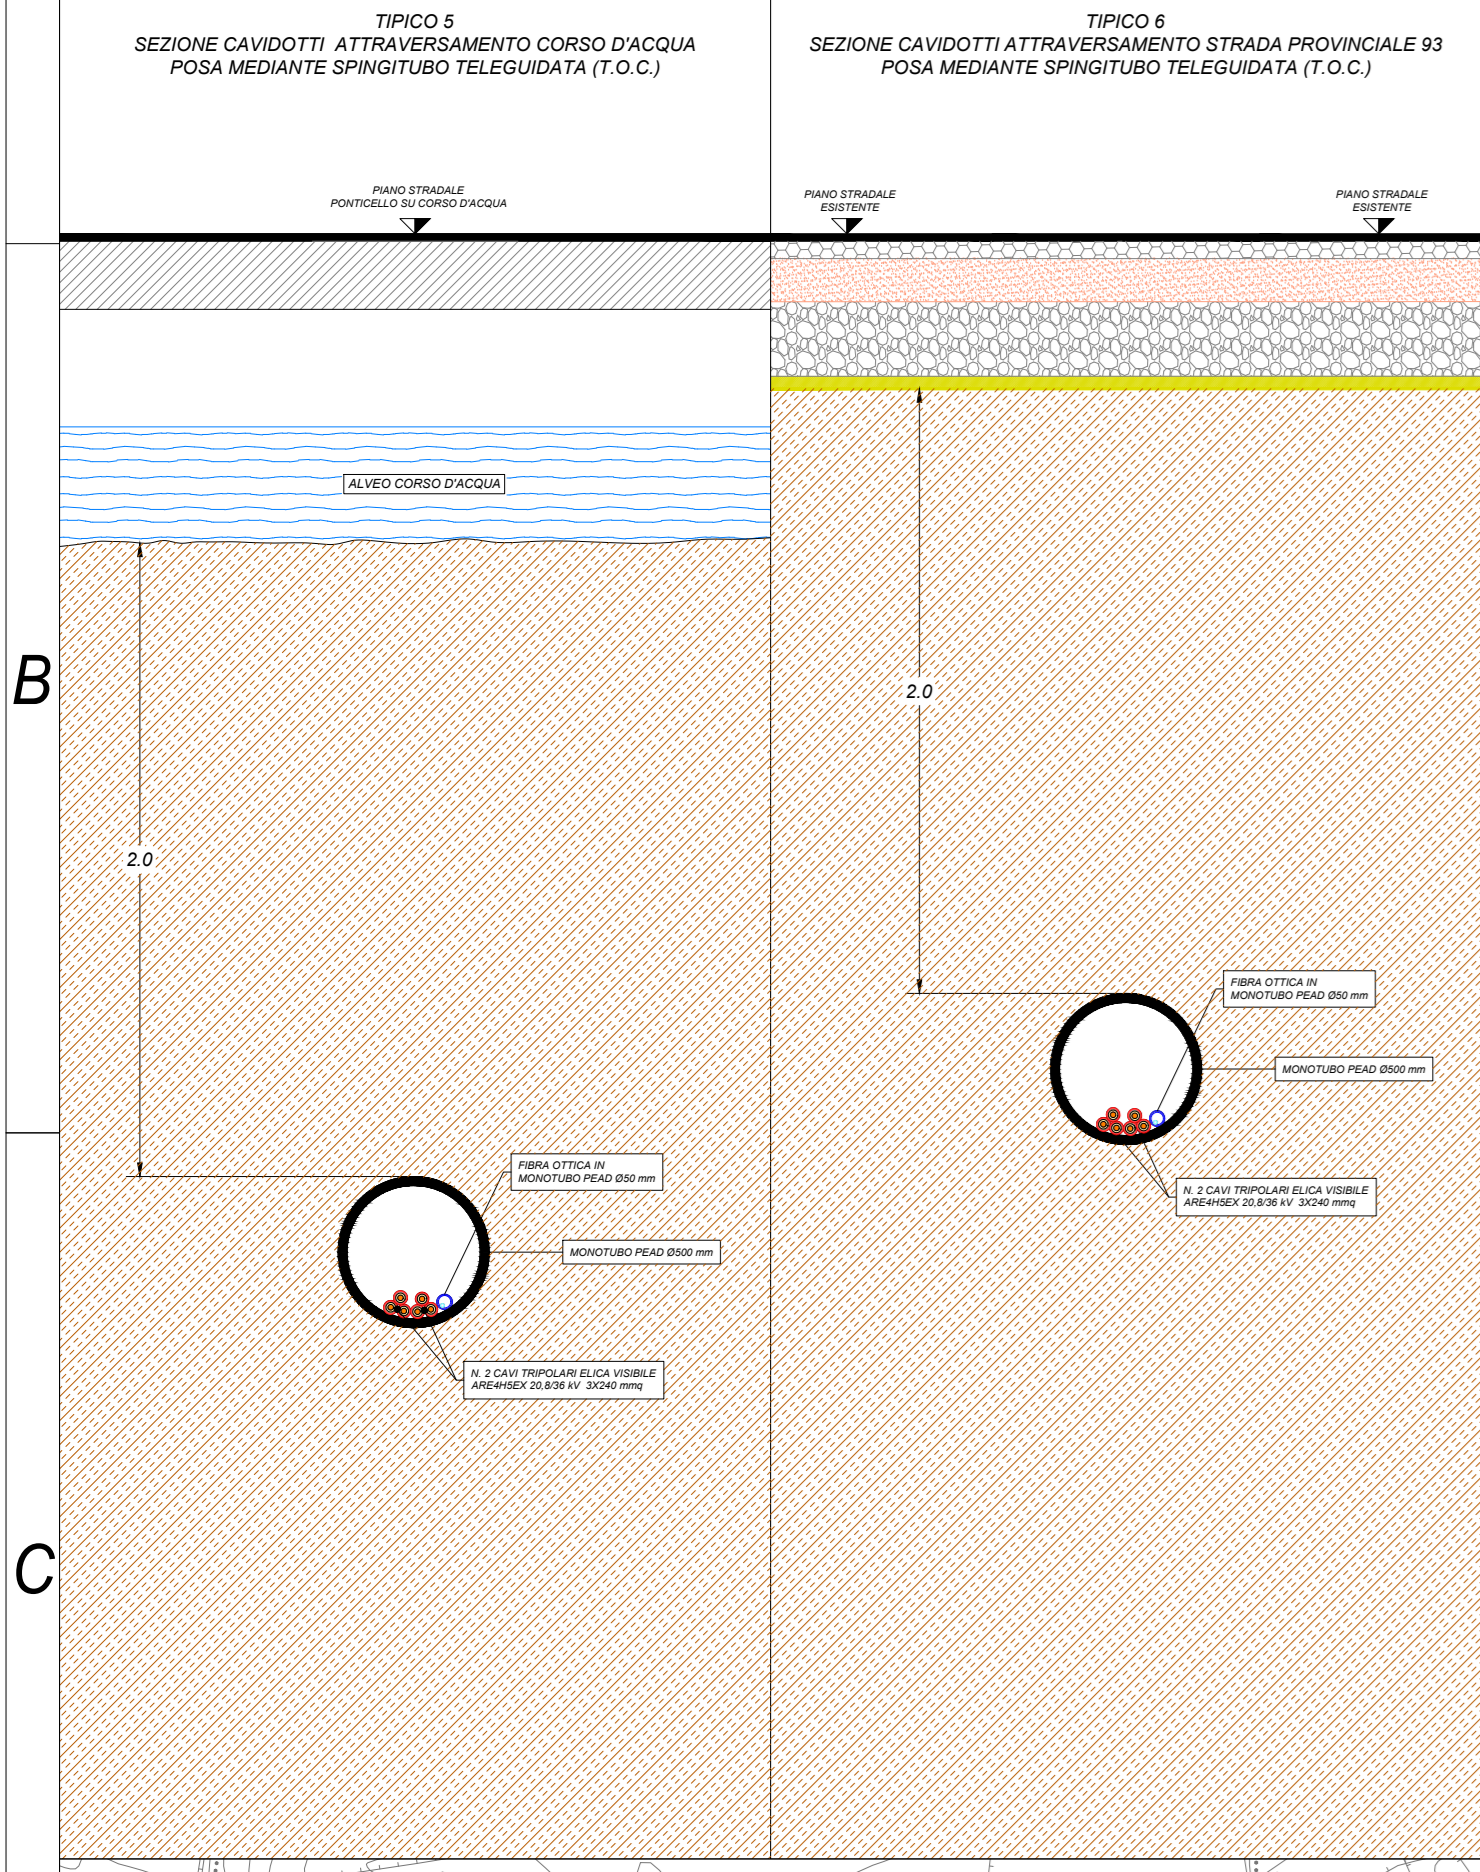 TIPICO 5
SEZIONE CAVIDOTTI ATTRAVERSAMENTO CORSO D'ACQUA
POSA MEDIANTE SPINGITUBO TELEGUIDATA (T.O.C.)
PIANO STRADALE
PONTICELLO SU CORSO D'ACQUA
ALVEO CORSO D'ACQUA
2.0
FIBRA OTTICA IN
MONOTUBO PEAD Ø50 mm
MONOTUBO PEAD Ø500 mm
N. 2 CAVI TRIPOLARI ELICA VISIBILE
ARE4H5EX 20,8/36 kV 3X240 mmq
TIPICO 6
SEZIONE CAVIDOTTI ATTRAVERSAMENTO STRADA PROVINCIALE 93
POSA MEDIANTE SPINGITUBO TELEGUIDATA (T.O.C.)
PIANO STRADALE
ESISTENTE
PIANO STRADALE
ESISTENTE
2.0
FIBRA OTTICA IN
MONOTUBO PEAD Ø50 mm
MONOTUBO PEAD Ø500 mm
N. 2 CAVI TRIPOLARI ELICA VISIBILE
ARE4H5EX 20,8/36 kV 3X240 mmq
B
C